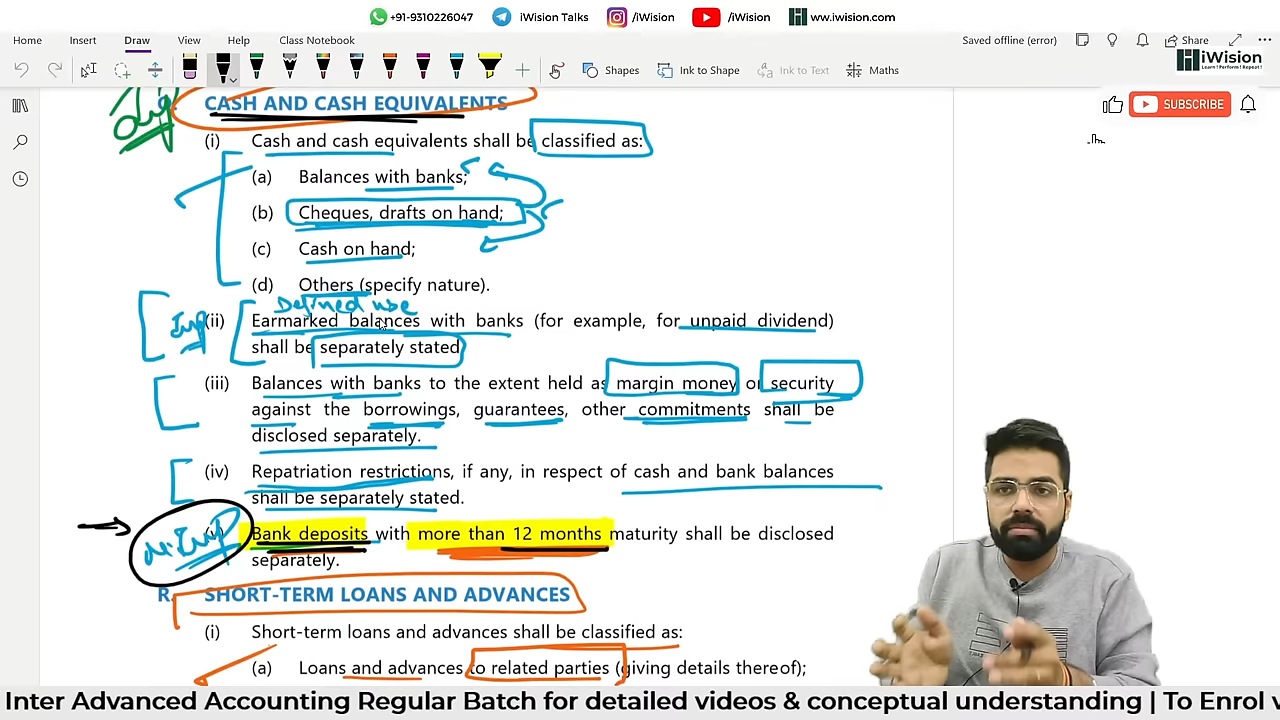 +91-9310226047 iWision Talks /iWision /iWision ww.iwision.com
Home Insert Draw View Help Class Notebook Saved offline (error) Share
Shapes Ink to Shape Ink to Text Maths
iWision
Learn ! Perform ! Repeat !
SUBSCRIBE
CASH AND CASH EQUIVALENTS
(i) Cash and cash equivalents shall be classified as:
(a) Balances with banks;
(b) Cheques, drafts on hand;
(c) Cash on hand;
(d) Others (specify nature).
Defined use
Imp
(ii) Earmarked balances with banks (for example, for unpaid dividend)
shall be separately stated
(iii) Balances with banks to the extent held as margin money or security
against the borrowings, guarantees, other commitments shall be
disclosed separately.
(iv) Repatriation restrictions, if any, in respect of cash and bank balances
shall be separately stated.
(v) Bank deposits with more than 12 months maturity shall be disclosed
separately.
R. SHORT-TERM LOANS AND ADVANCES
(i) Short-term loans and advances shall be classified as:
(a) Loans and advances to related parties (giving details thereof);
Inter Advanced Accounting Regular Batch for detailed videos & conceptual understanding | To Enrol